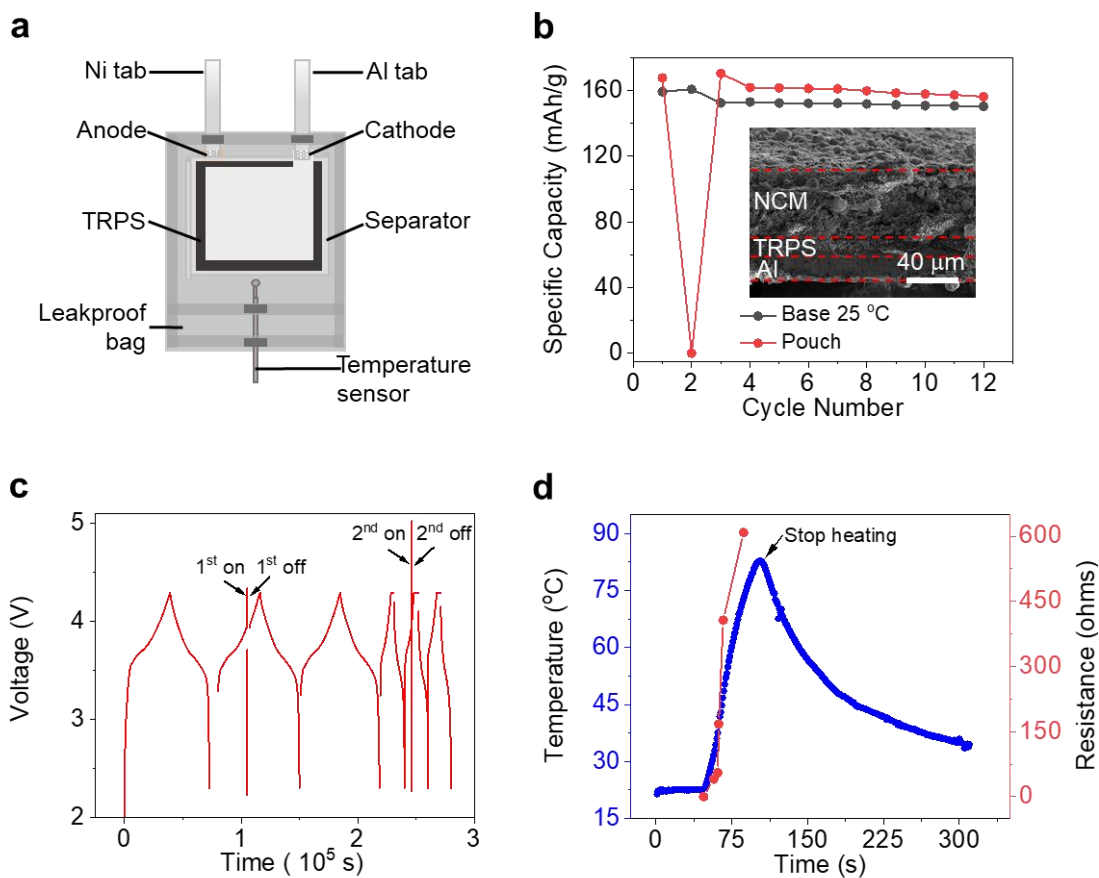 a
Ni tab
Al tab
Anode
Cathode
TRPS
Separator
Leakproof
bag
Temperature
sensor
b
Specific Capacity (mAh/g)
160
120
80
40
0
NCM
TRPS
Al
40 μm
Base 25 °C
Pouch
0 2 4 6 8 10 12
Cycle Number
c
Voltage (V)
5
4
3
2
1st on
1st off
2nd on
2nd off
0 1 2 3
Time ( 10⁵ s)
d
Temperature (°C)
90
75
60
45
30
15
Stop heating
600
450
300
150
0
Resistance (ohms)
0 75 150 225 300
Time (s)